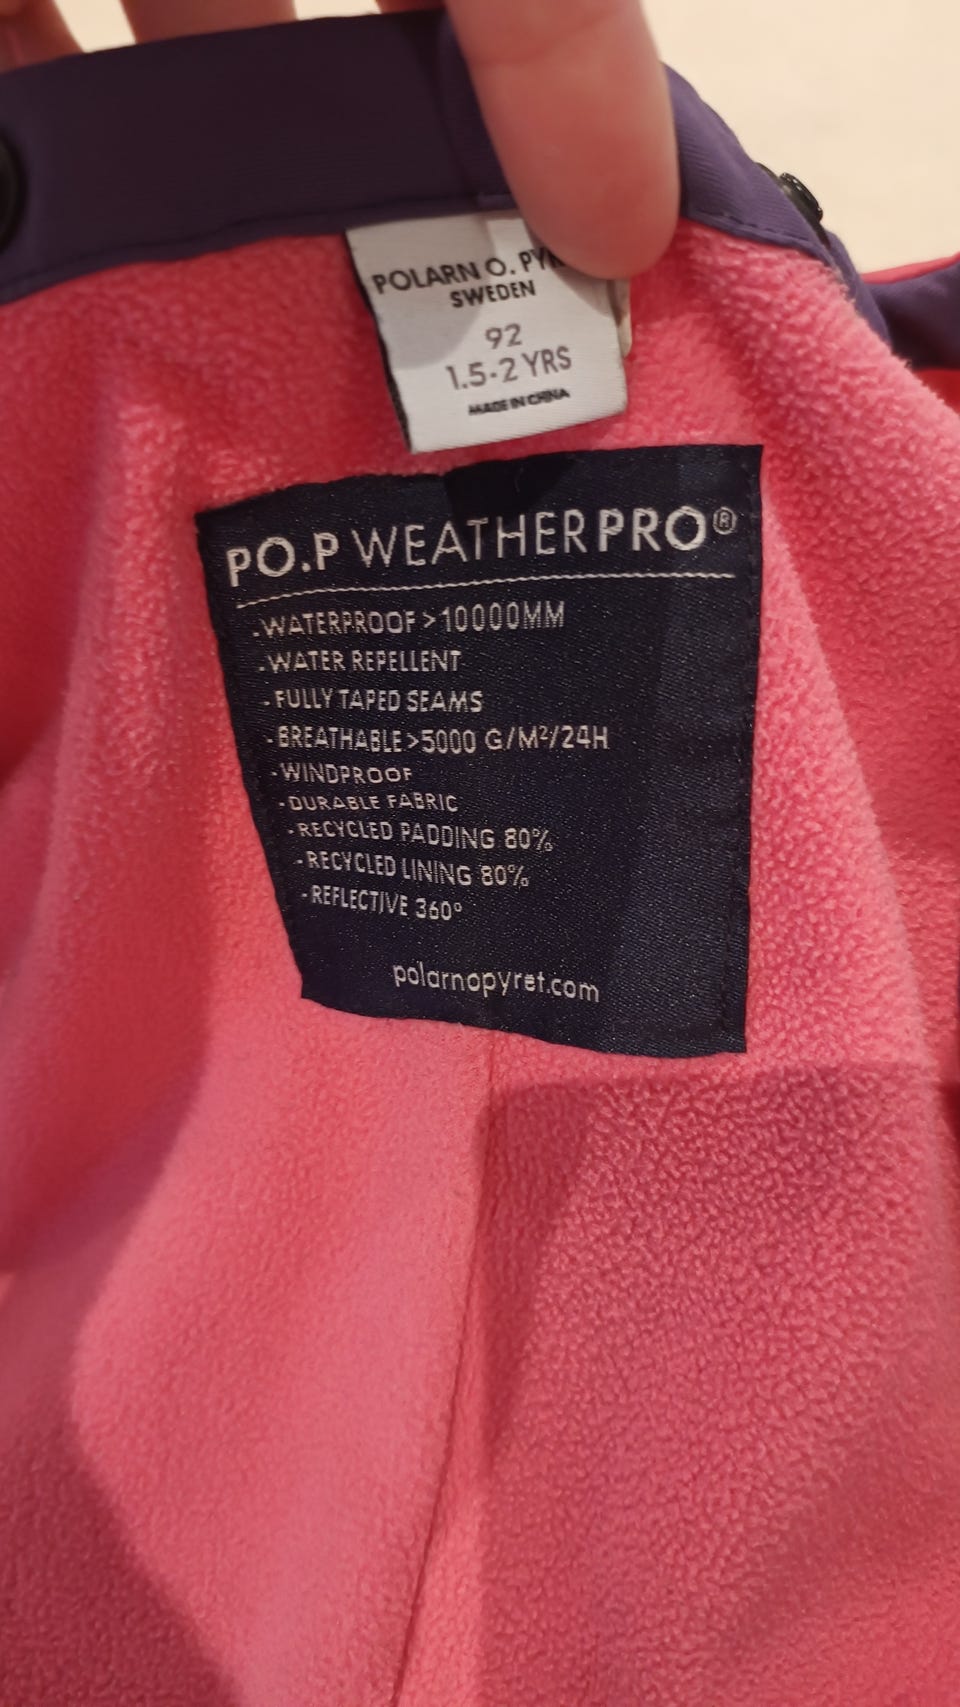 POLARN O.
SWEDEN
92
1.5-2 YRS
MADE IN CHINA
PO.P WEATHERPRO®
-WATERPROOF >10000MM
-WATER REPELLENT
-FULLY TAPED SEAMS
-BREATHABLE >5000 G/M²/24H
-WINDPROOF
-DURABLE FABRIC
-RECYCLED PADDING 80%
-RECYCLED LINING 80%
-REFLECTIVE 360°
polarnopyret.com